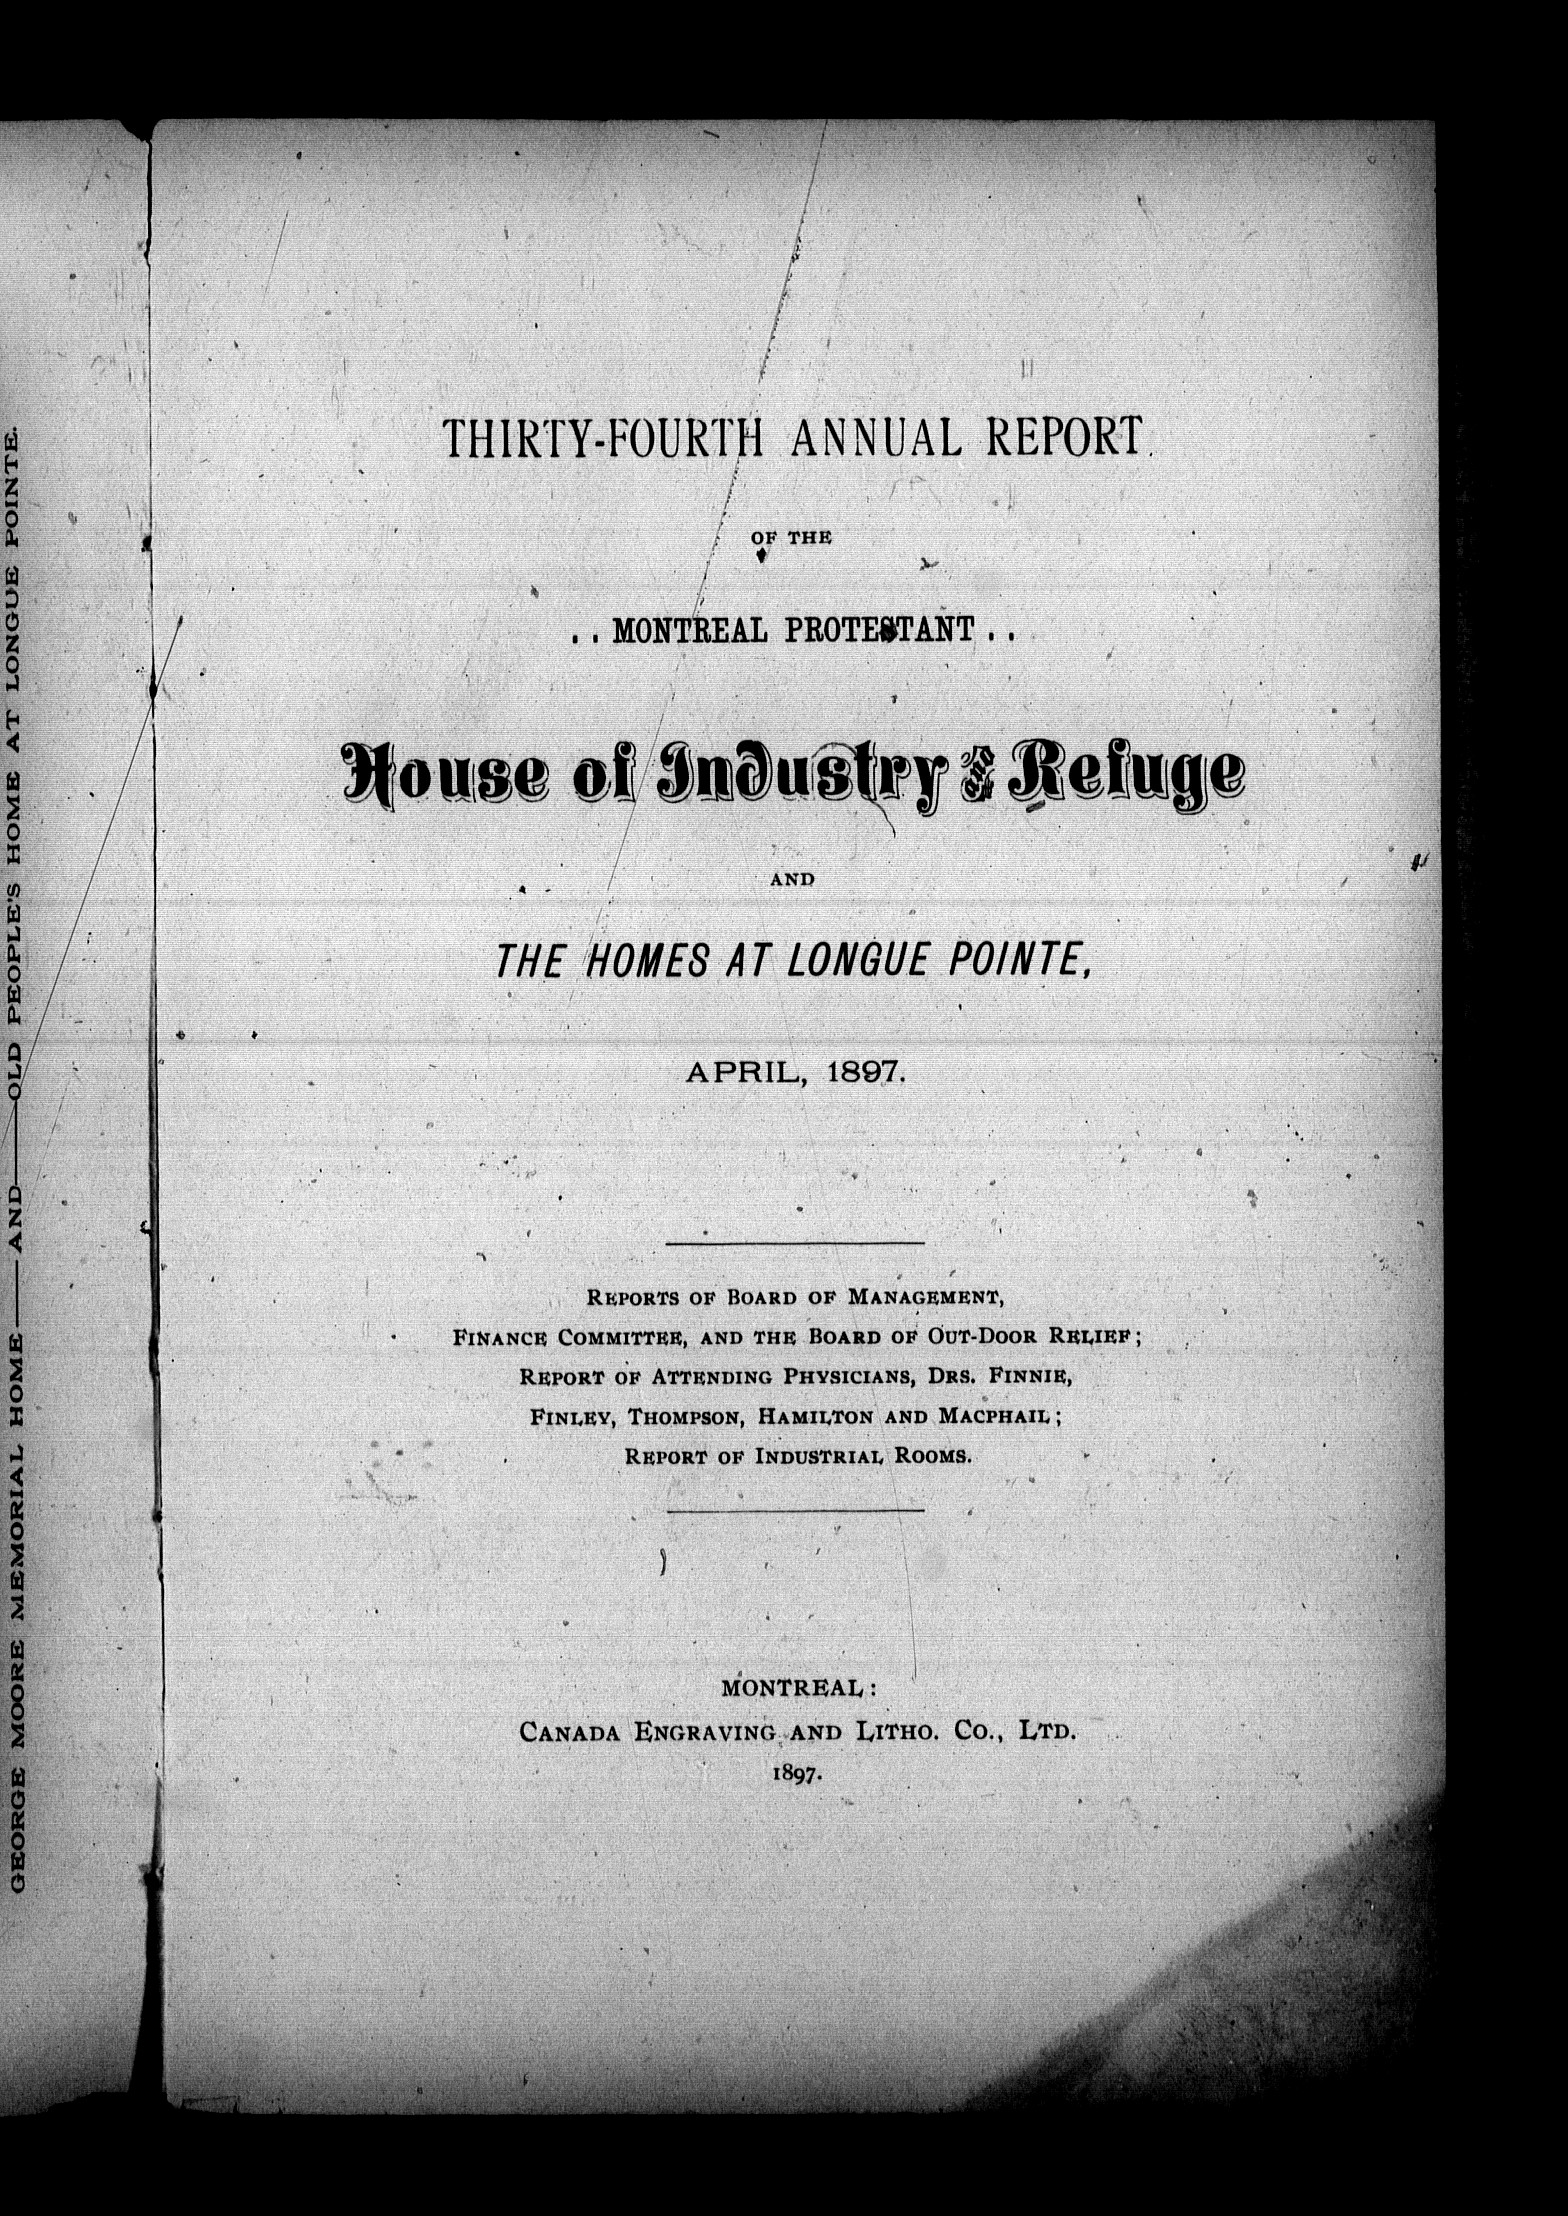 GEORGE MOORE MEMORIAL HOME —— AND —— OLD PEOPLE'S HOME AT LONGUE POINTE.
THIRTY-FOURTH ANNUAL REPORT
OF THE
. . MONTREAL PROTESTANT . .
House of Industry and Refuge
AND
THE HOMES AT LONGUE POINTE,
APRIL, 1897.
REPORTS OF BOARD OF MANAGEMENT,
FINANCE COMMITTEE, AND THE BOARD OF OUT-DOOR RELIEF;
REPORT OF ATTENDING PHYSICIANS, DRS. FINNIE,
FINLEY, THOMPSON, HAMILTON AND MACPHAIL;
REPORT OF INDUSTRIAL ROOMS.
MONTREAL:
CANADA ENGRAVING AND LITHO. CO., LTD.
1897.